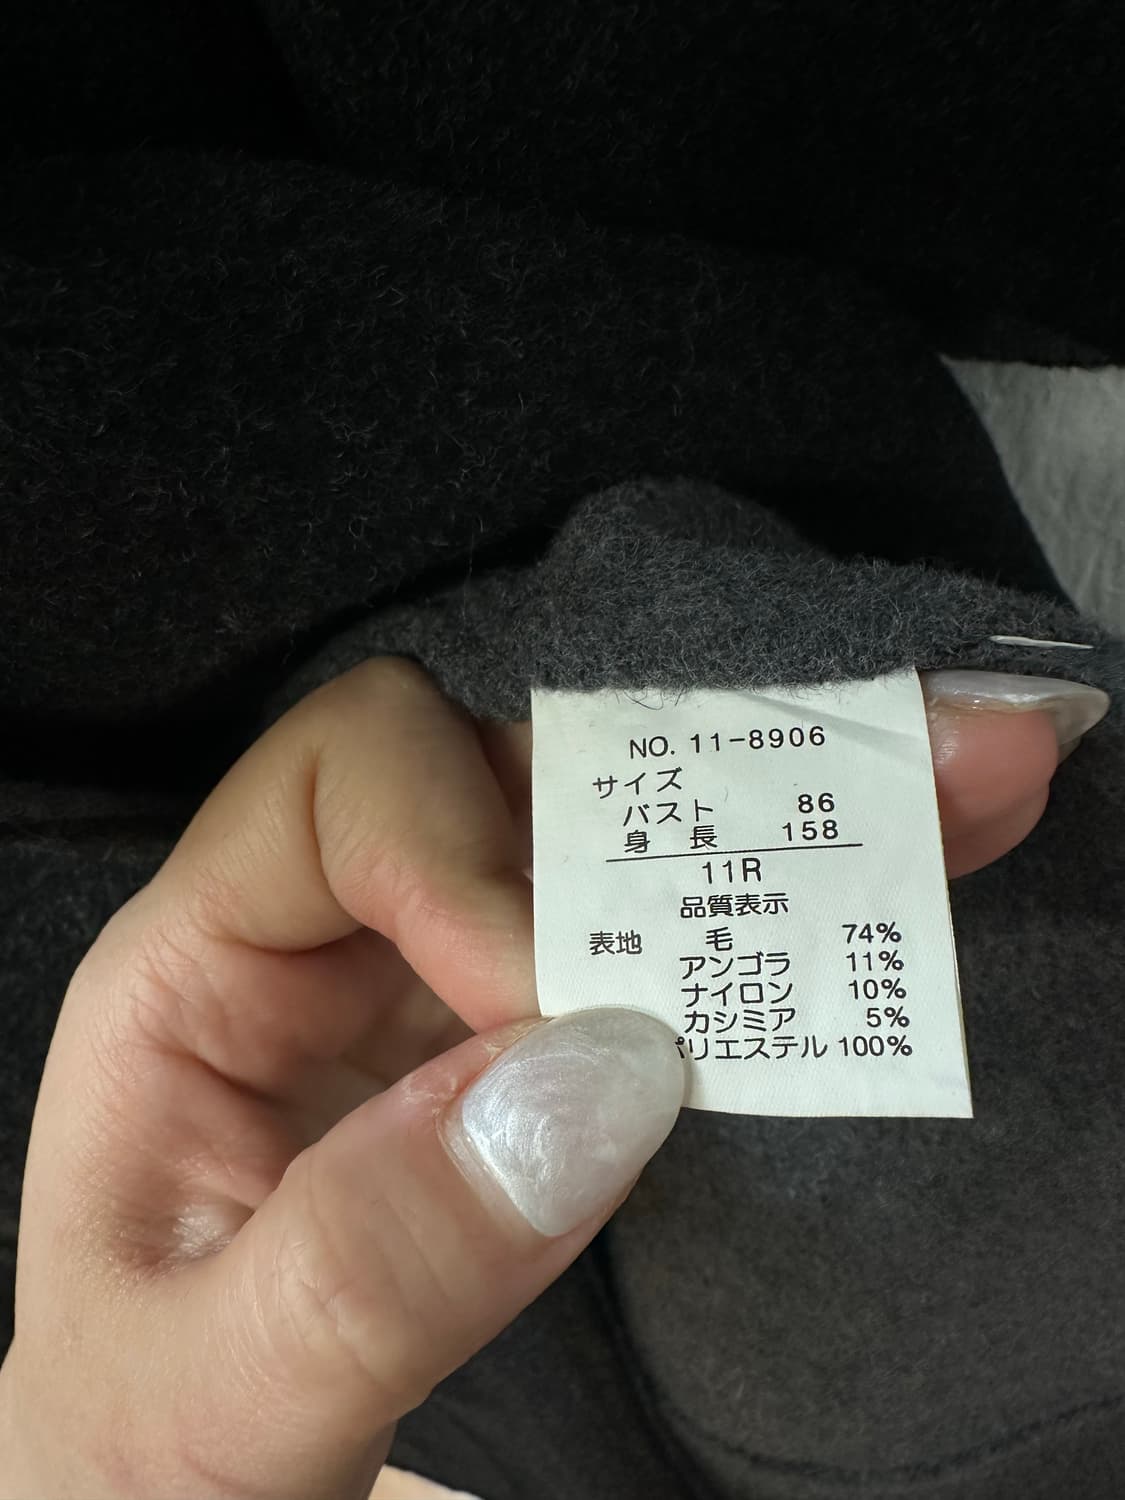 NO. 11-8906
サイズ
バスト 86
身 長 158
11R
品質表示
表地 毛 74%
アンゴラ 11%
ナイロン 10%
カシミア 5%
ポリエステル 100%